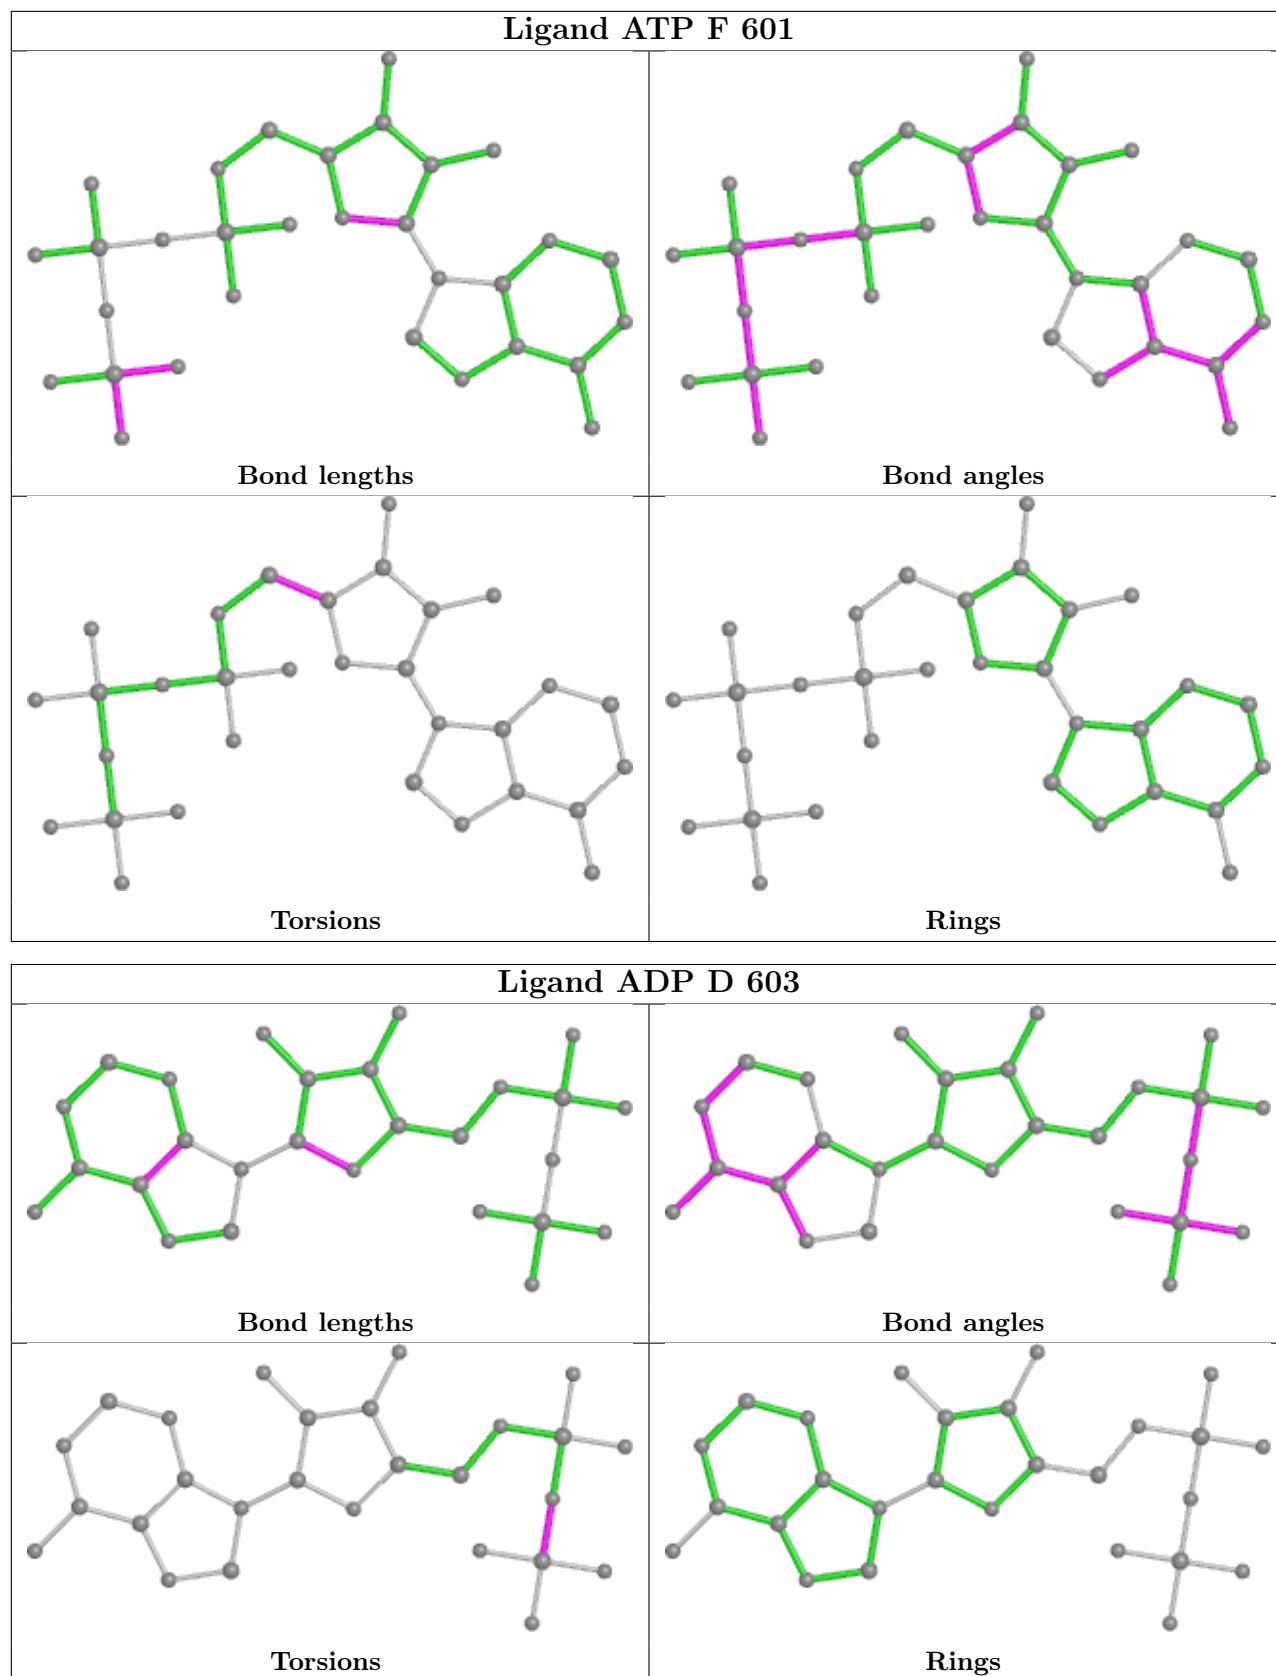 Ligand ATP F 601
Bond lengths
Bond angles
Torsions
Rings
Ligand ADP D 603
Bond lengths
Bond angles
Torsions
Rings